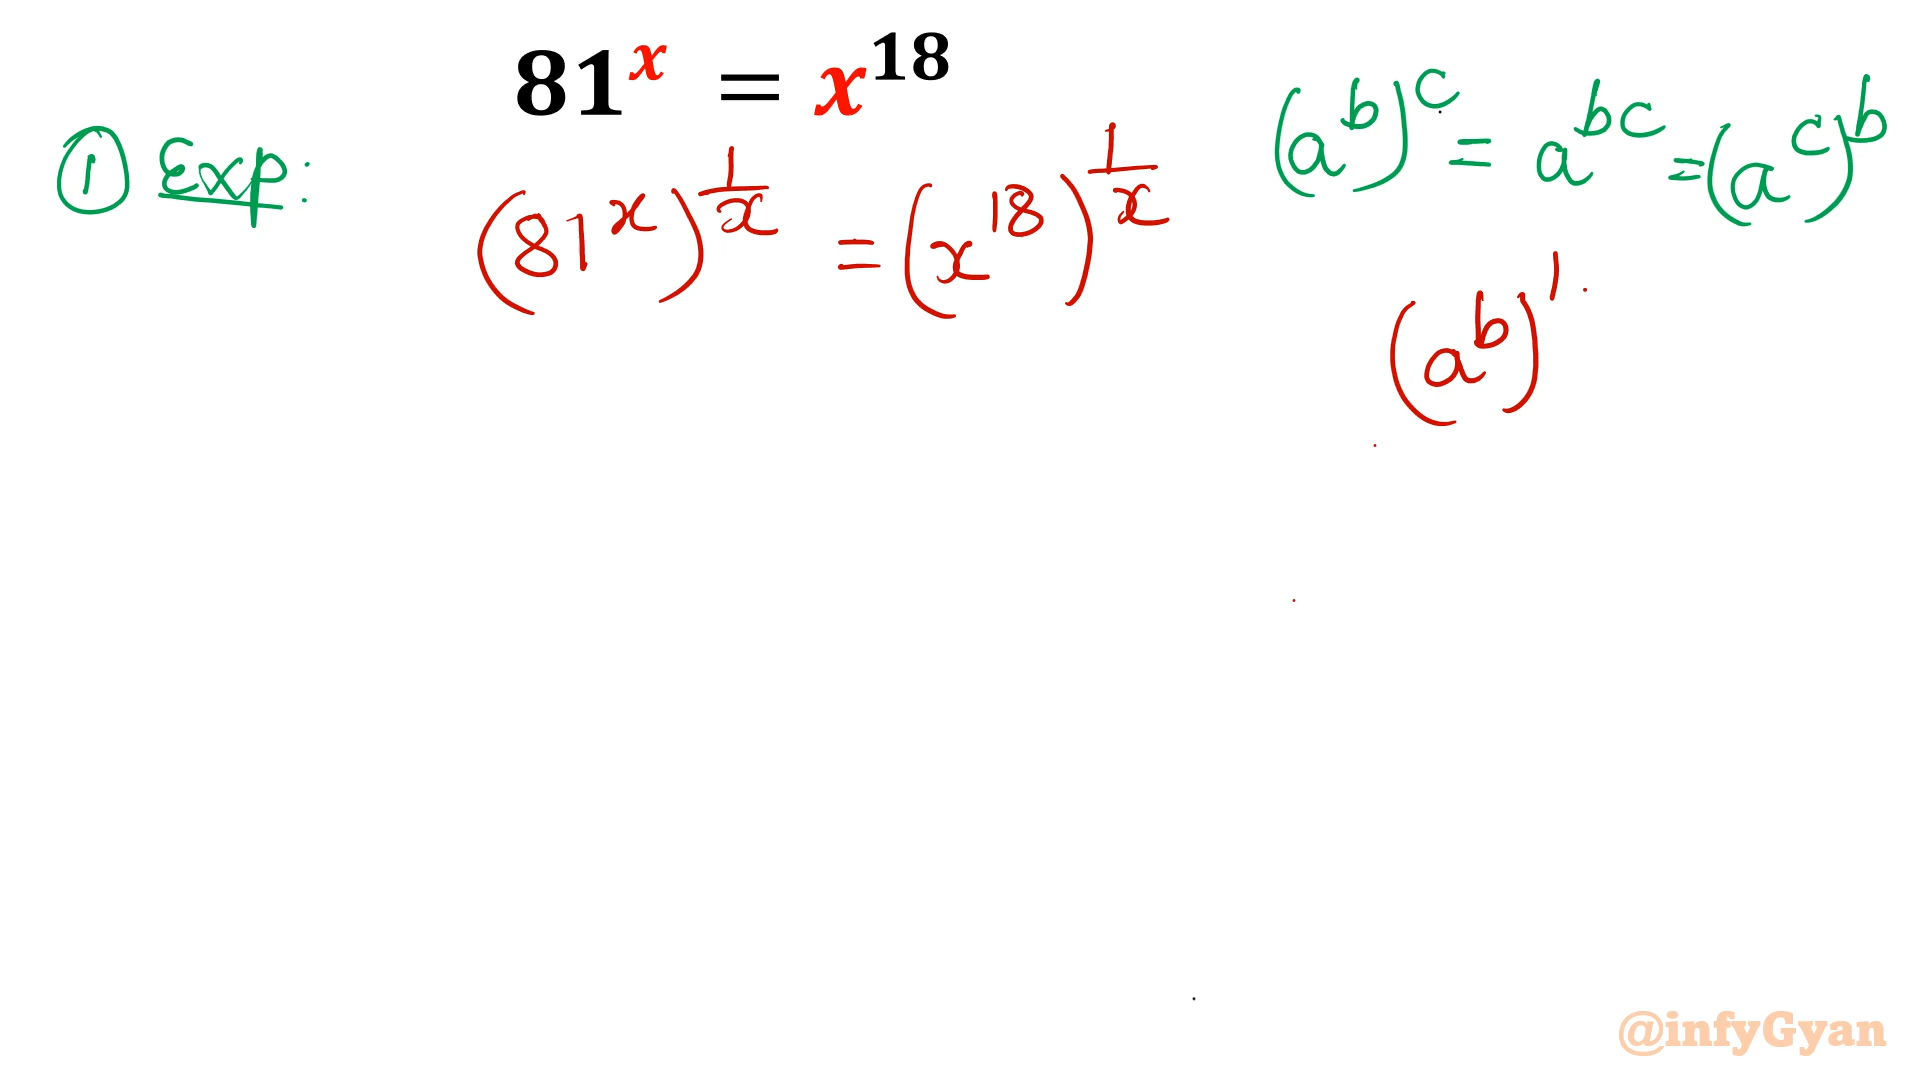 81^x = x^18
① Exp:
(81^x)^(1/x) = (x^18)^(1/x)
(a^b)^c = a^(bc) = (a^c)^b
(a^b)^1
@infyGyan